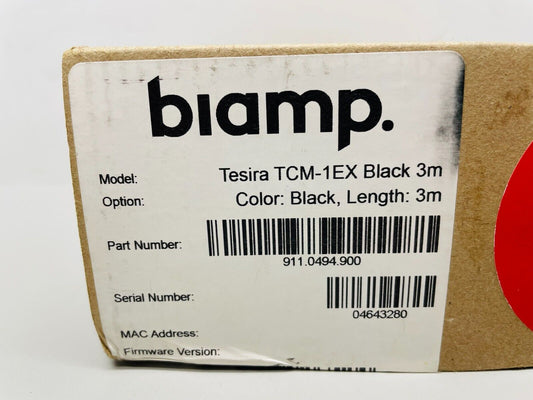 biamp.
Model: Tesira TCM-1EX Black 3m
Option: Color: Black, Length: 3m
Part Number:
911.0494.900
Serial Number:
04643280
MAC Address:
Firmware Version: